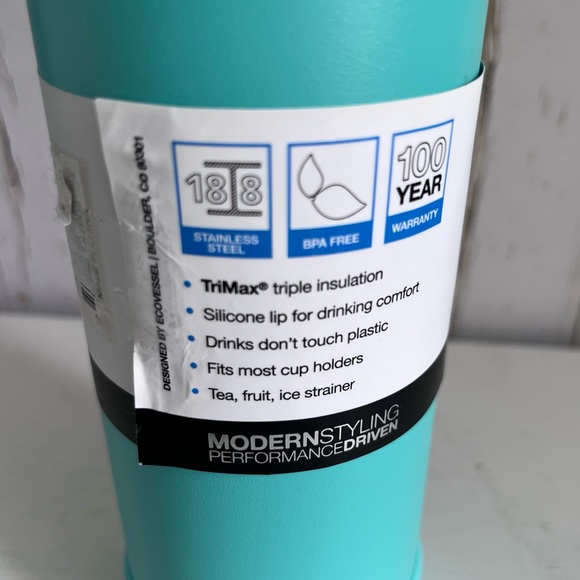 18 8
STAINLESS
STEEL
BPA FREE
100
YEAR
WARRANTY
DESIGNED BY ECOVESSEL | BOULDER, CO 80301
• TriMax® triple insulation
• Silicone lip for drinking comfort
• Drinks don't touch plastic
• Fits most cup holders
• Tea, fruit, ice strainer
MODERNSTYLING
PERFORMANCEDRIVEN